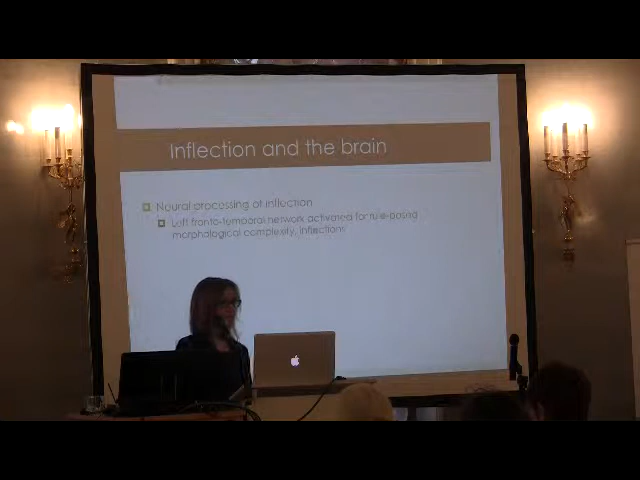 Inflection and the brain
Neural processing of inflection
Left fronto-temporal network activated for rule-based
morphological complexity, inflections